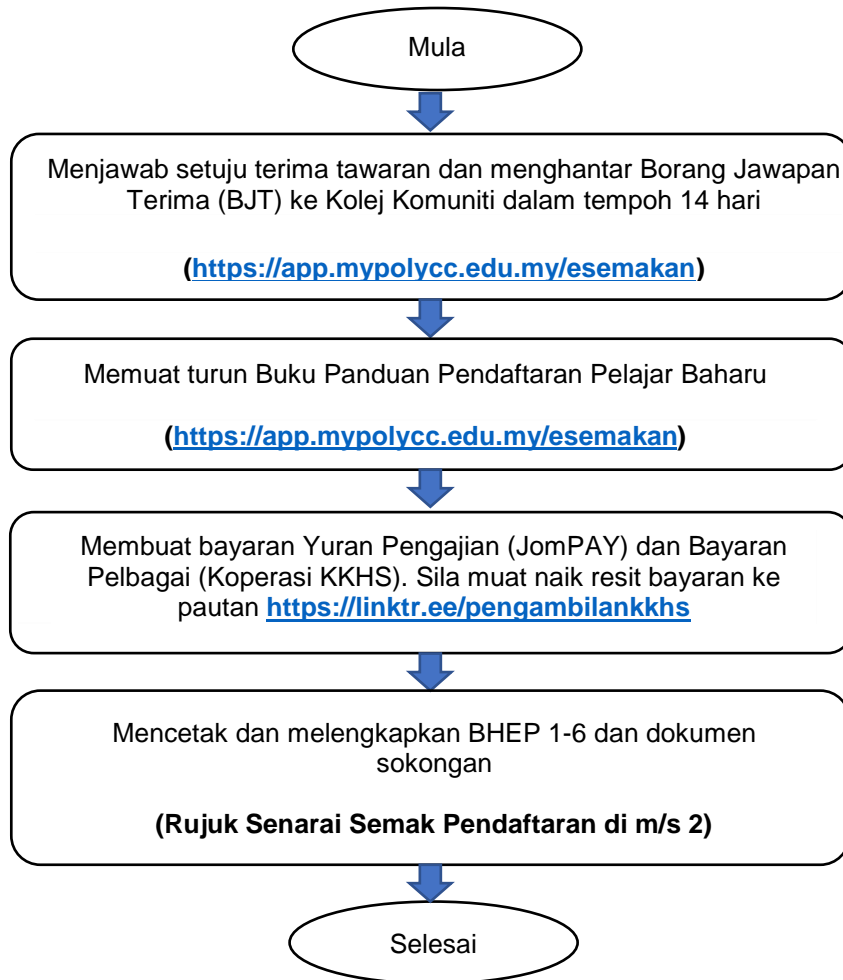 Mula
Menjawab setuju terima tawaran dan menghantar Borang Jawapan
Terima (BJT) ke Kolej Komuniti dalam tempoh 14 hari
(https://app.mypolycc.edu.my/esemakan)
Memuat turun Buku Panduan Pendaftaran Pelajar Baharu
(https://app.mypolycc.edu.my/esemakan)
Membuat bayaran Yuran Pengajian (JomPAY) dan Bayaran
Pelbagai (Koperasi KKHS). Sila muat naik resit bayaran ke
pautan https://linktr.ee/pengambilankkhs
Mencetak dan melengkapkan BHEP 1-6 dan dokumen
sokongan
(Rujuk Senarai Semak Pendaftaran di m/s 2)
Selesai